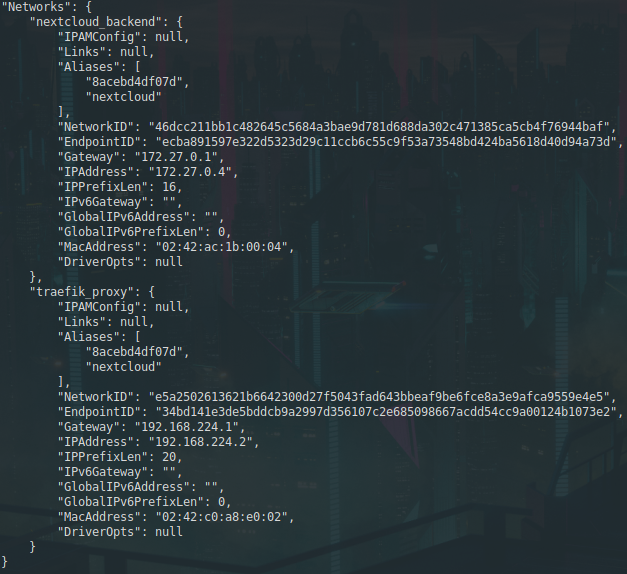 "Networks": {
"nextcloud_backend": {
"IPAMConfig": null,
"Links": null,
"Aliases": [
"8acebd4df07d",
"nextcloud"
],
"NetworkID": "46dcc211bb1c482645c5684a3bae9d781d688da302c471385ca5cb4f76944baf",
"EndpointID": "ecba891597e322d5323d29c11ccb6c55c9f53a73548bd424ba5618d40d94a73d",
"Gateway": "172.27.0.1",
"IPAddress": "172.27.0.4",
"IPPrefixLen": 16,
"IPv6Gateway": "",
"GlobalIPv6Address": "",
"GlobalIPv6PrefixLen": 0,
"MacAddress": "02:42:ac:1b:00:04",
"DriverOpts": null
},
"traefik_proxy": {
"IPAMConfig": null,
"Links": null,
"Aliases": [
"8acebd4df07d",
"nextcloud"
],
"NetworkID": "e5a2502613621b6642300d27f5043fad643bbeaf9be6fce8a3e9afca9559e4e5",
"EndpointID": "34bd141e3de5bddcb9a2997d356107c2e685098667acdd54cc9a00124b1073e2",
"Gateway": "192.168.224.1",
"IPAddress": "192.168.224.2",
"IPPrefixLen": 20,
"IPv6Gateway": "",
"GlobalIPv6Address": "",
"GlobalIPv6PrefixLen": 0,
"MacAddress": "02:42:c0:a8:e0:02",
"DriverOpts": null
}
}